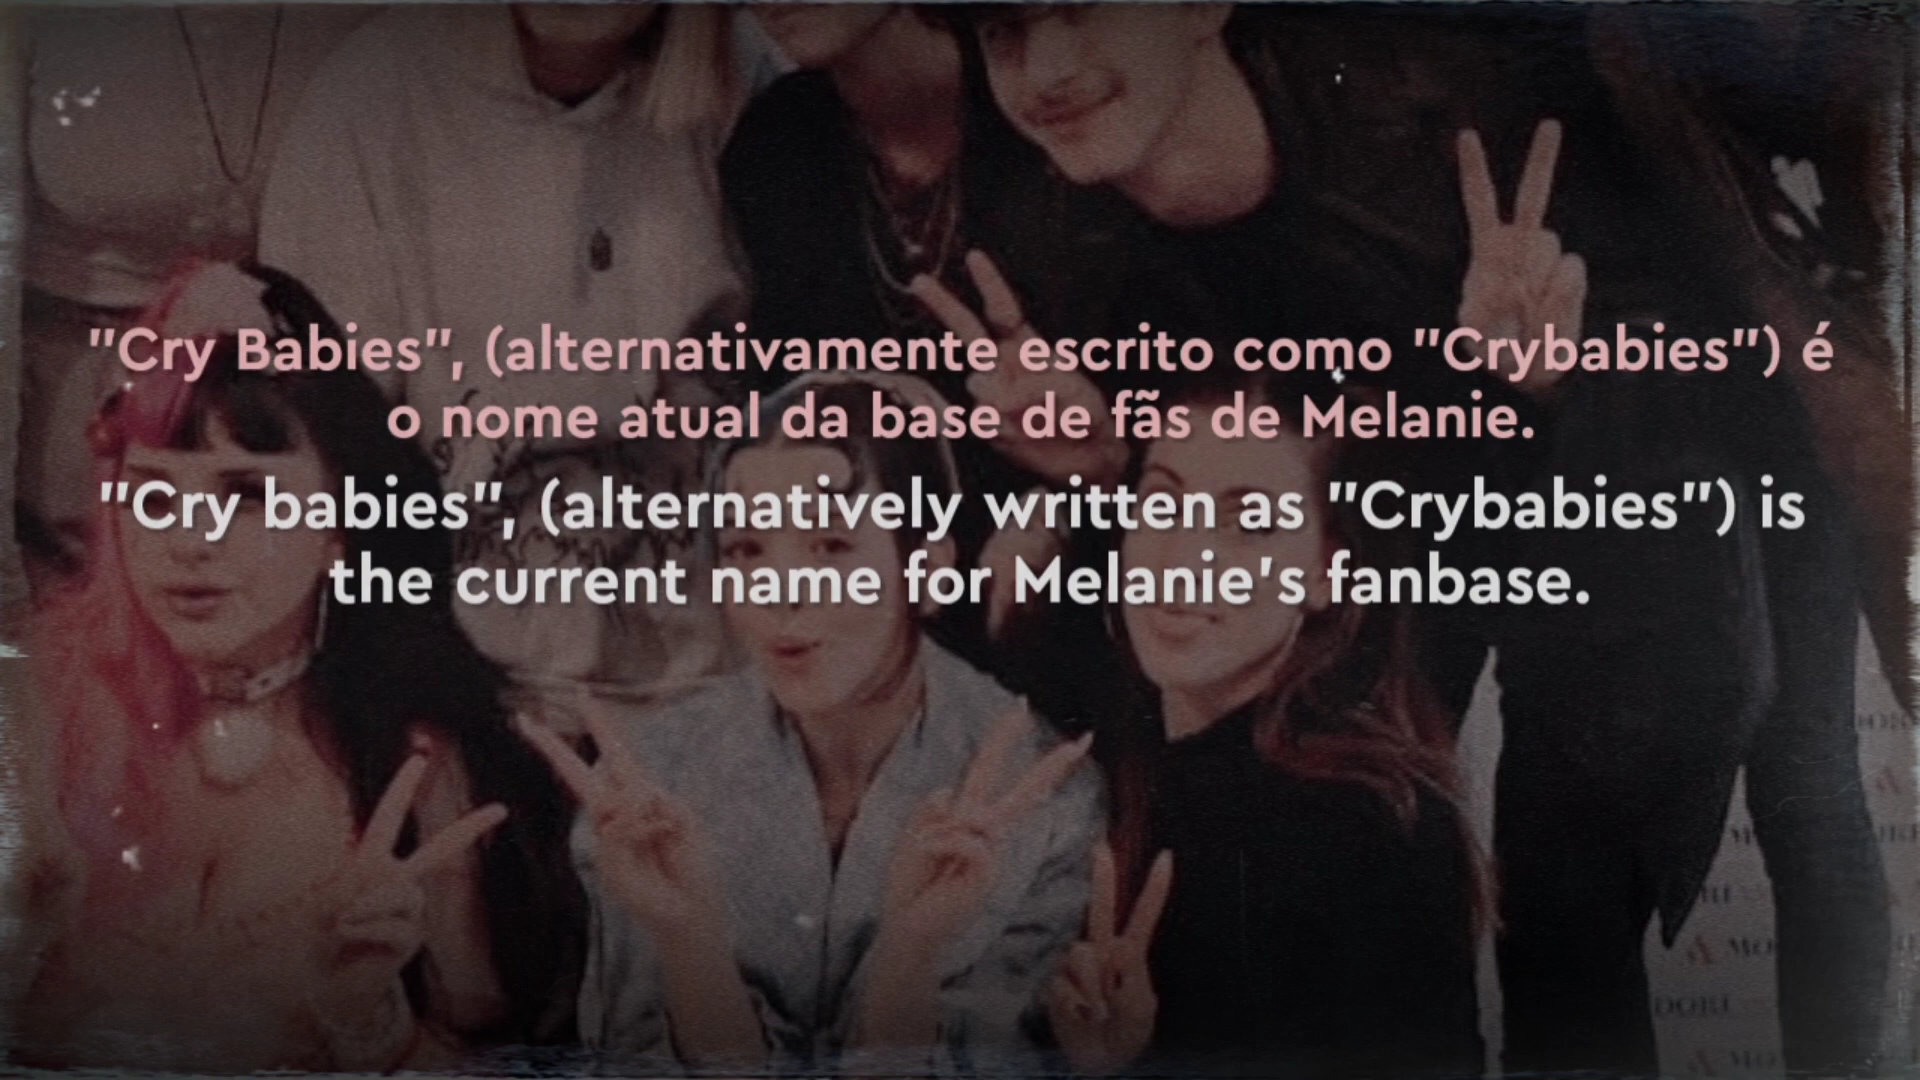 "Cry Babies", (alternativamente escrito como "Crybabies") é
o nome atual da base de fãs de Melanie.
"Cry babies", (alternatively written as "Crybabies") is
the current name for Melanie's fanbase.